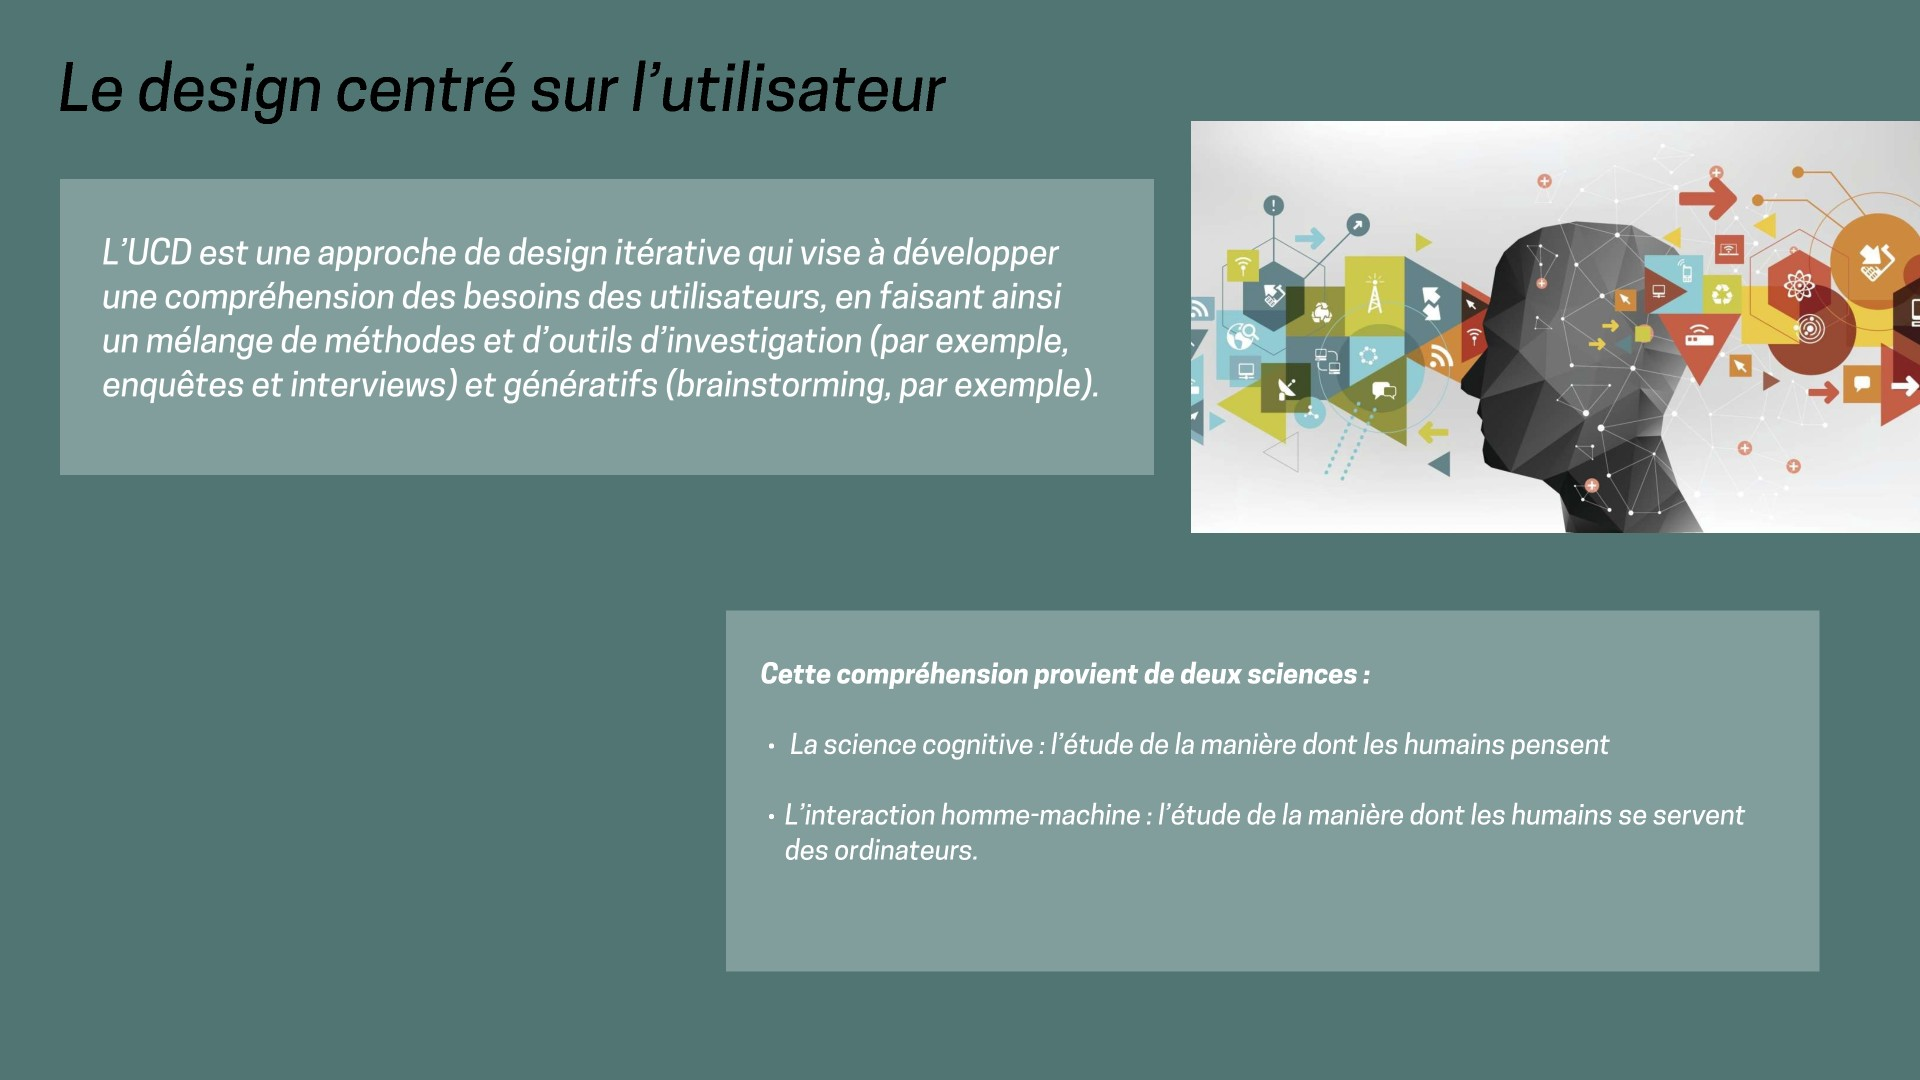 Le design centré sur l’utilisateur
L’UCD est une approche de design itérative qui vise à développer
une compréhension des besoins des utilisateurs, en faisant ainsi
un mélange de méthodes et d’outils d’investigation (par exemple,
enquêtes et interviews) et génératifs (brainstorming, par exemple).
Cette compréhension provient de deux sciences :
• La science cognitive : l’étude de la manière dont les humains pensent
• L’interaction homme-machine : l’étude de la manière dont les humains se servent
des ordinateurs.